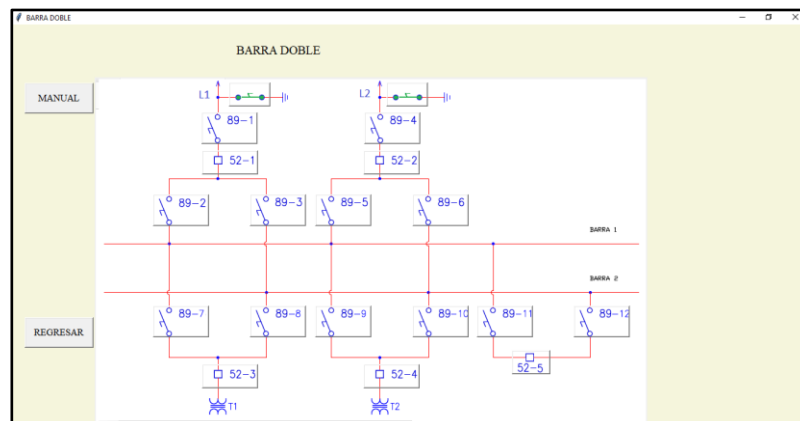 BARRA DOBLE
BARRA DOBLE
MANUAL
L1
L2
89-1
89-4
52-1
52-2
89-2
89-3
89-5
89-6
BARRA 1
BARRA 2
89-7
89-8
89-9
89-10
89-11
89-12
REGRESAR
52-5
52-3
52-4
T1
T2